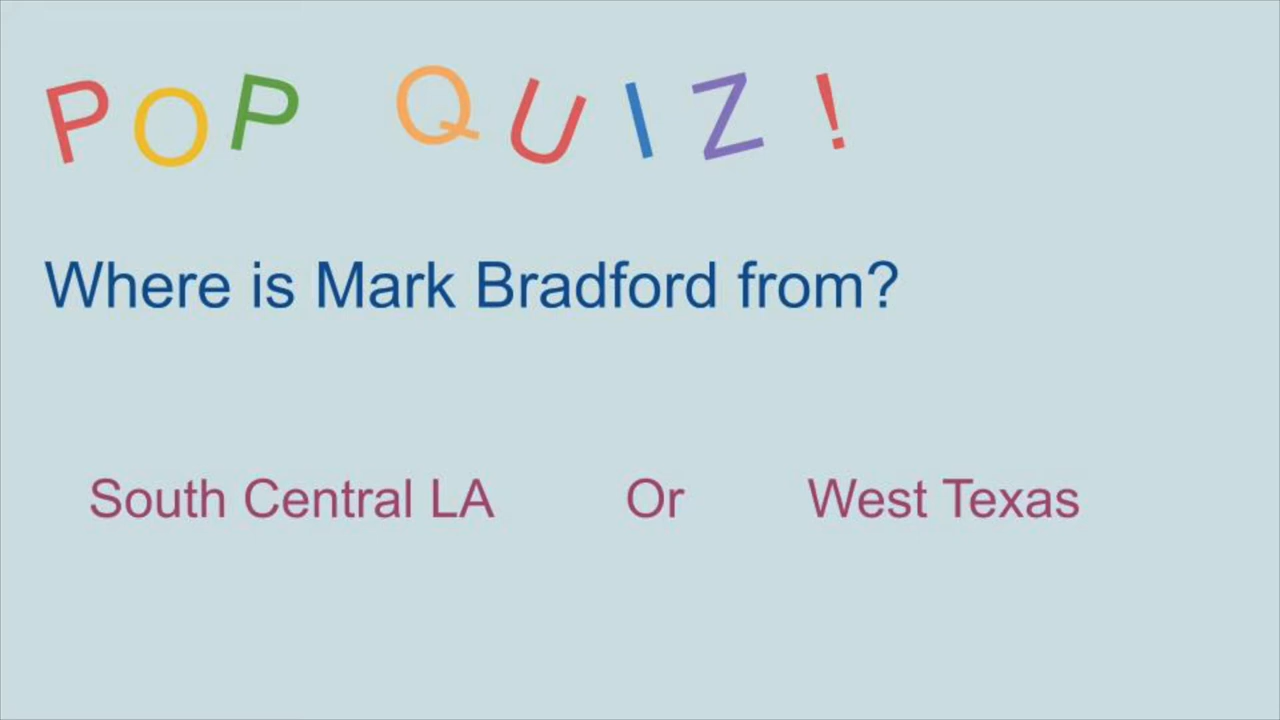 POP QUIZ!
Where is Mark Bradford from?
South Central LA Or West Texas